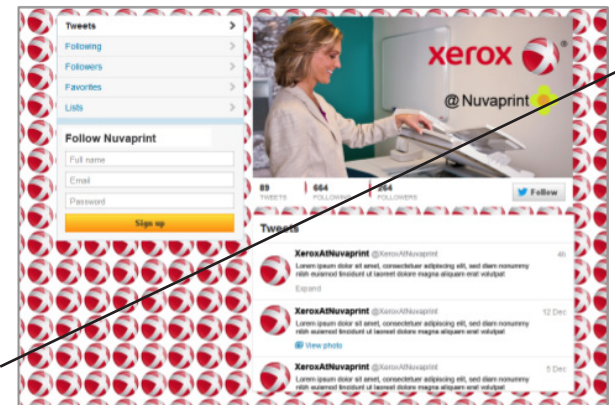 Tweets
Following
Followers
Favorites
Lists
Follow Nuvaprint
Full name
Email
Password
Sign up
xerox ®
@Nuvaprint
89
TWEETS
664
FOLLOWING
264
FOLLOWERS
Follow
Tweets
XeroxAtNuvaprint @XeroxAtNuvaprint 4h
Lorem ipsum dolor sit amet, consectetuer adipiscing elit, sed diam nonummy
nibh euismod tincidunt ut laoreet dolore magna aliquam erat volutpat
Expand
XeroxAtNuvaprint @XeroxAtNuvaprint 12 Dec
Lorem ipsum dolor sit amet, consectetuer adipiscing elit, sed diam nonummy
nibh euismod tincidunt ut laoreet dolore magna aliquam erat volutpat
View photo
XeroxAtNuvaprint @XeroxAtNuvaprint 5 Dec
Lorem ipsum dolor sit amet, consectetuer adipiscing elit, sed diam nonummy
nibh euismod tincidunt ut laoreet dolore magna aliquam erat volutpat